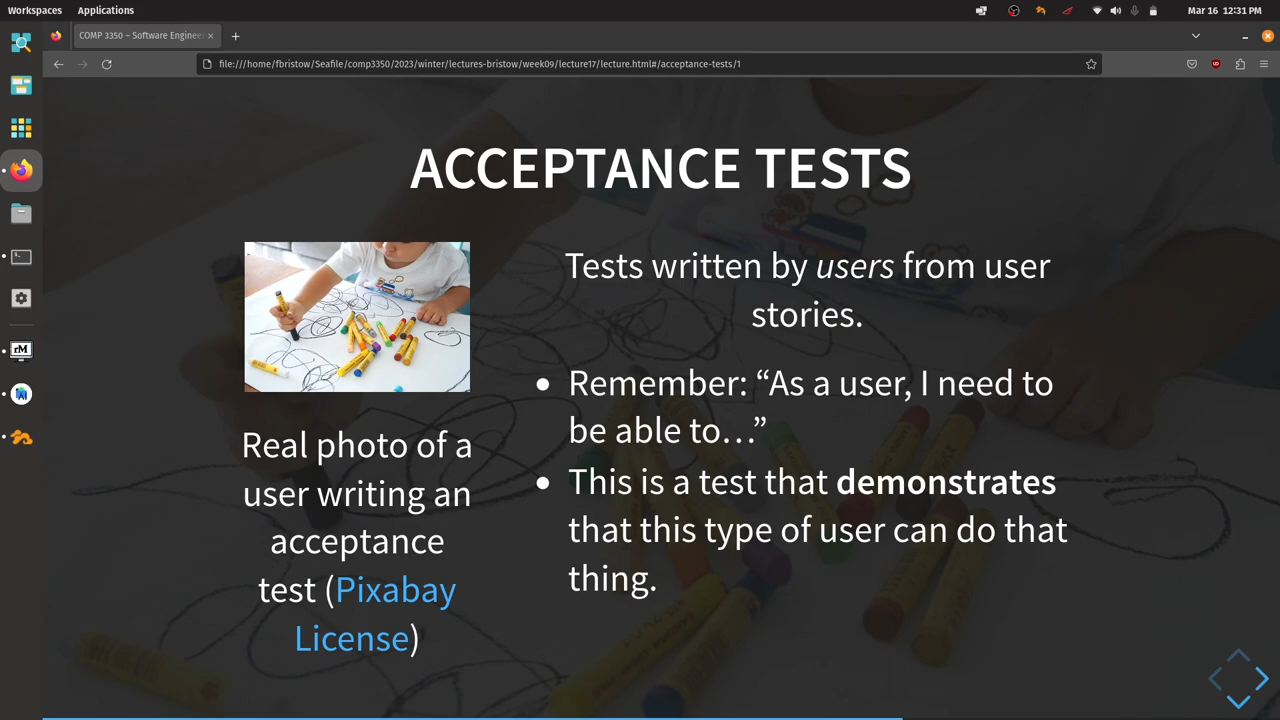 Workspaces Applications Mar 16 12:31 PM
COMP 3350 – Software Enginee
file:///home/fbristow/Seafile/comp3350/2023/winter/lectures-bristow/week09/lecture17/lecture.html#/acceptance-tests/1
ACCEPTANCE TESTS
Real photo of a
user writing an
acceptance
test (Pixabay
License)
Tests written by users from user
stories.
• Remember: “As a user, I need to
be able to…”
• This is a test that demonstrates
that this type of user can do that
thing.